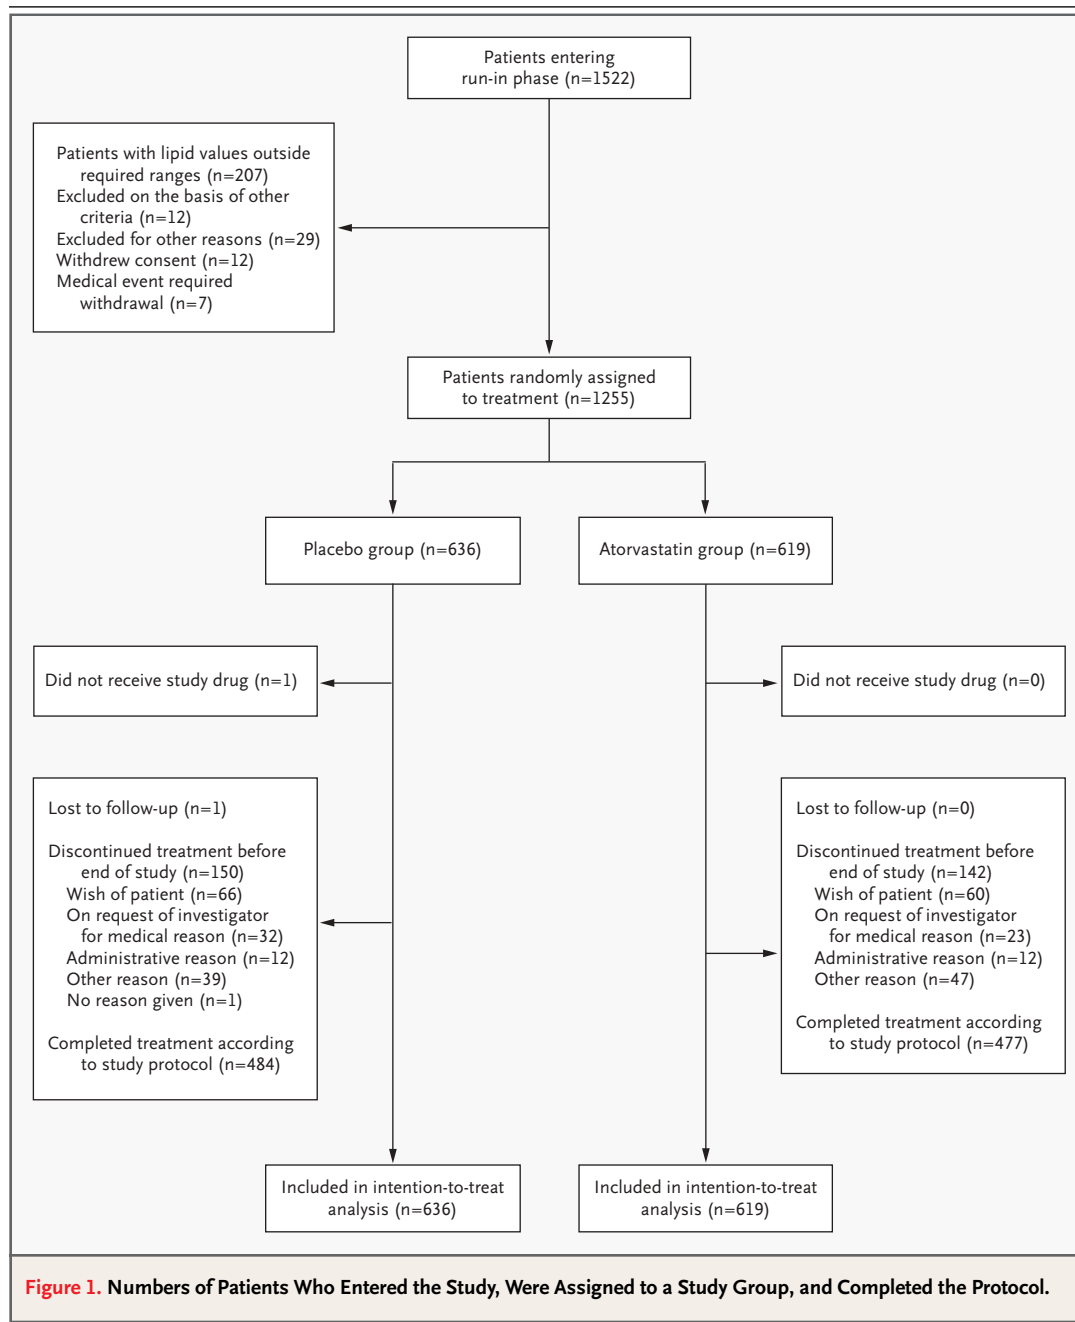 Patients entering
run-in phase (n=1522)
Patients with lipid values outside
required ranges (n=207)
Excluded on the basis of other
criteria (n=12)
Excluded for other reasons (n=29)
Withdrew consent (n=12)
Medical event required
withdrawal (n=7)
Patients randomly assigned
to treatment (n=1255)
Placebo group (n=636)
Atorvastatin group (n=619)
Did not receive study drug (n=1)
Did not receive study drug (n=0)
Lost to follow-up (n=1)
Discontinued treatment before
end of study (n=150)
Wish of patient (n=66)
On request of investigator
for medical reason (n=32)
Administrative reason (n=12)
Other reason (n=39)
No reason given (n=1)
Completed treatment according
to study protocol (n=484)
Lost to follow-up (n=0)
Discontinued treatment before
end of study (n=142)
Wish of patient (n=60)
On request of investigator
for medical reason (n=23)
Administrative reason (n=12)
Other reason (n=47)
Completed treatment according
to study protocol (n=477)
Included in intention-to-treat
analysis (n=636)
Included in intention-to-treat
analysis (n=619)
Figure 1. Numbers of Patients Who Entered the Study, Were Assigned to a Study Group, and Completed the Protocol.